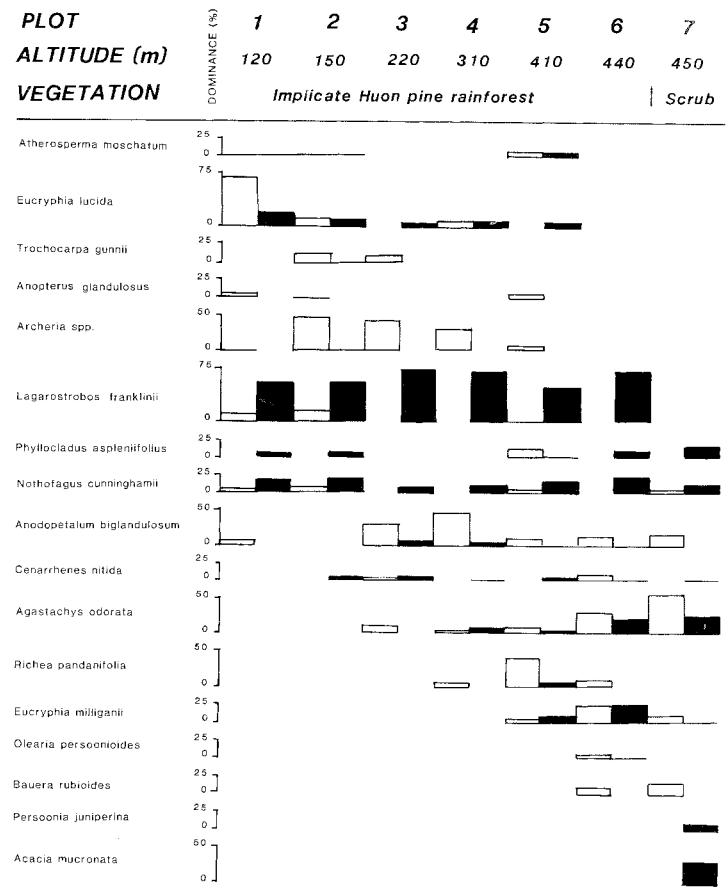 PLOT 1 2 3 4 5 6 7
ALTITUDE (m) 120 150 220 310 410 440 450
VEGETATION Implicate Huon pine rainforest | Scrub
DOMINANCE (%)
Atherosperma moschatum 25 0
Eucryphia lucida 75 0
Trochocarpa gunnii 25 0
Anopterus glandulosus 25 0
Archeria spp. 50 0
Lagarostrobos franklinii 75 0
Phyllocladus aspleniifolius 25 0
Nothofagus cunninghamii 25 0
Anodopetalum biglandulosum 50 0
Cenarrhenes nitida 25 0
Agastachys odorata 50 0
Richea pandanifolia 50 0
Eucryphia milliganii 25 0
Olearia persoonioides 25 0
Bauera rubioides 25 0
Persoonia juniperina 25 0
Acacia mucronata 50 0